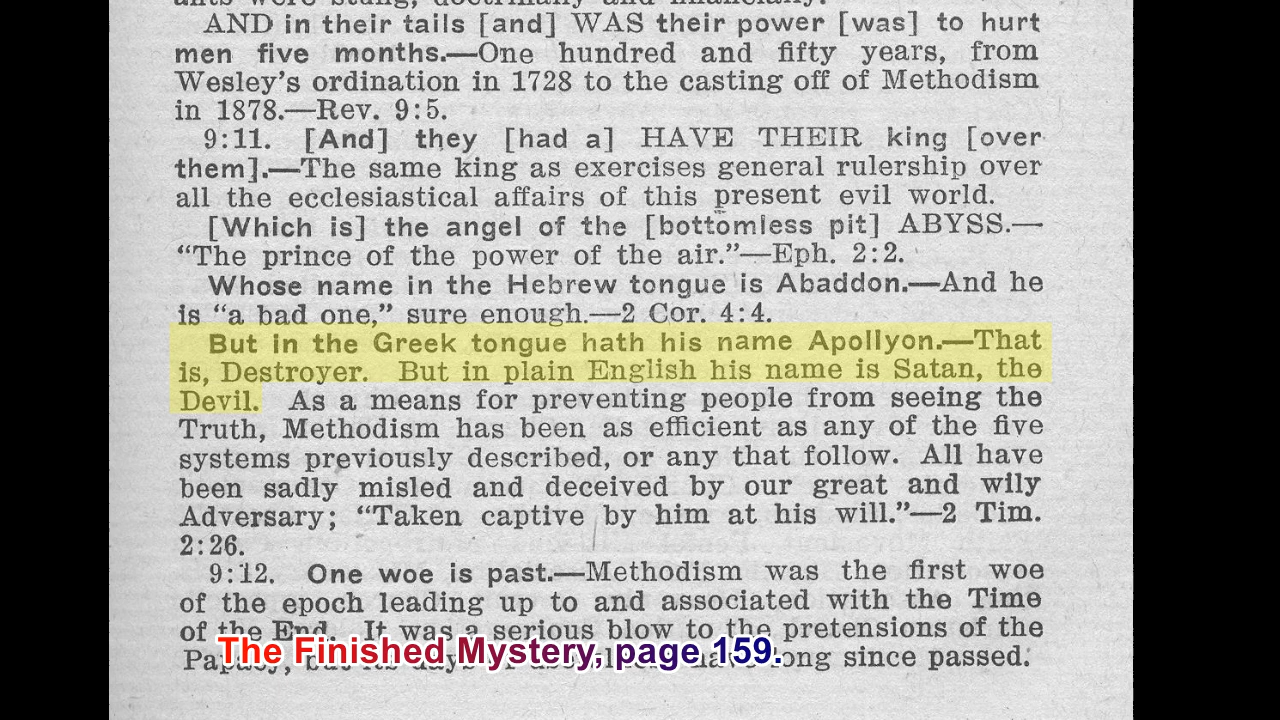 AND in their tails [and] WAS their power [was] to hurt
men five months.—One hundred and fifty years, from
Wesley's ordination in 1728 to the casting off of Methodism
in 1878.—Rev. 9:5.
9:11. [And] they [had a] HAVE THEIR king [over
them].—The same king as exercises general rulership over
all the ecclesiastical affairs of this present evil world.
[Which is] the angel of the [bottomless pit] ABYSS.—
“The prince of the power of the air.”—Eph. 2:2.
Whose name in the Hebrew tongue is Abaddon.—And he
is “a bad one,” sure enough.—2 Cor. 4:4.
But in the Greek tongue hath his name Apollyon.—That
is, Destroyer. But in plain English his name is Satan, the
Devil. As a means for preventing people from seeing the
Truth, Methodism has been as efficient as any of the five
systems previously described, or any that follow. All have
been sadly misled and deceived by our great and wily
Adversary; “Taken captive by him at his will.”—2 Tim.
2:26.
9:12. One woe is past.—Methodism was the first woe
of the epoch leading up to and associated with the Time
of the End. It was a serious blow to the pretensions of the
long since passed.
The Finished Mystery, page 159.